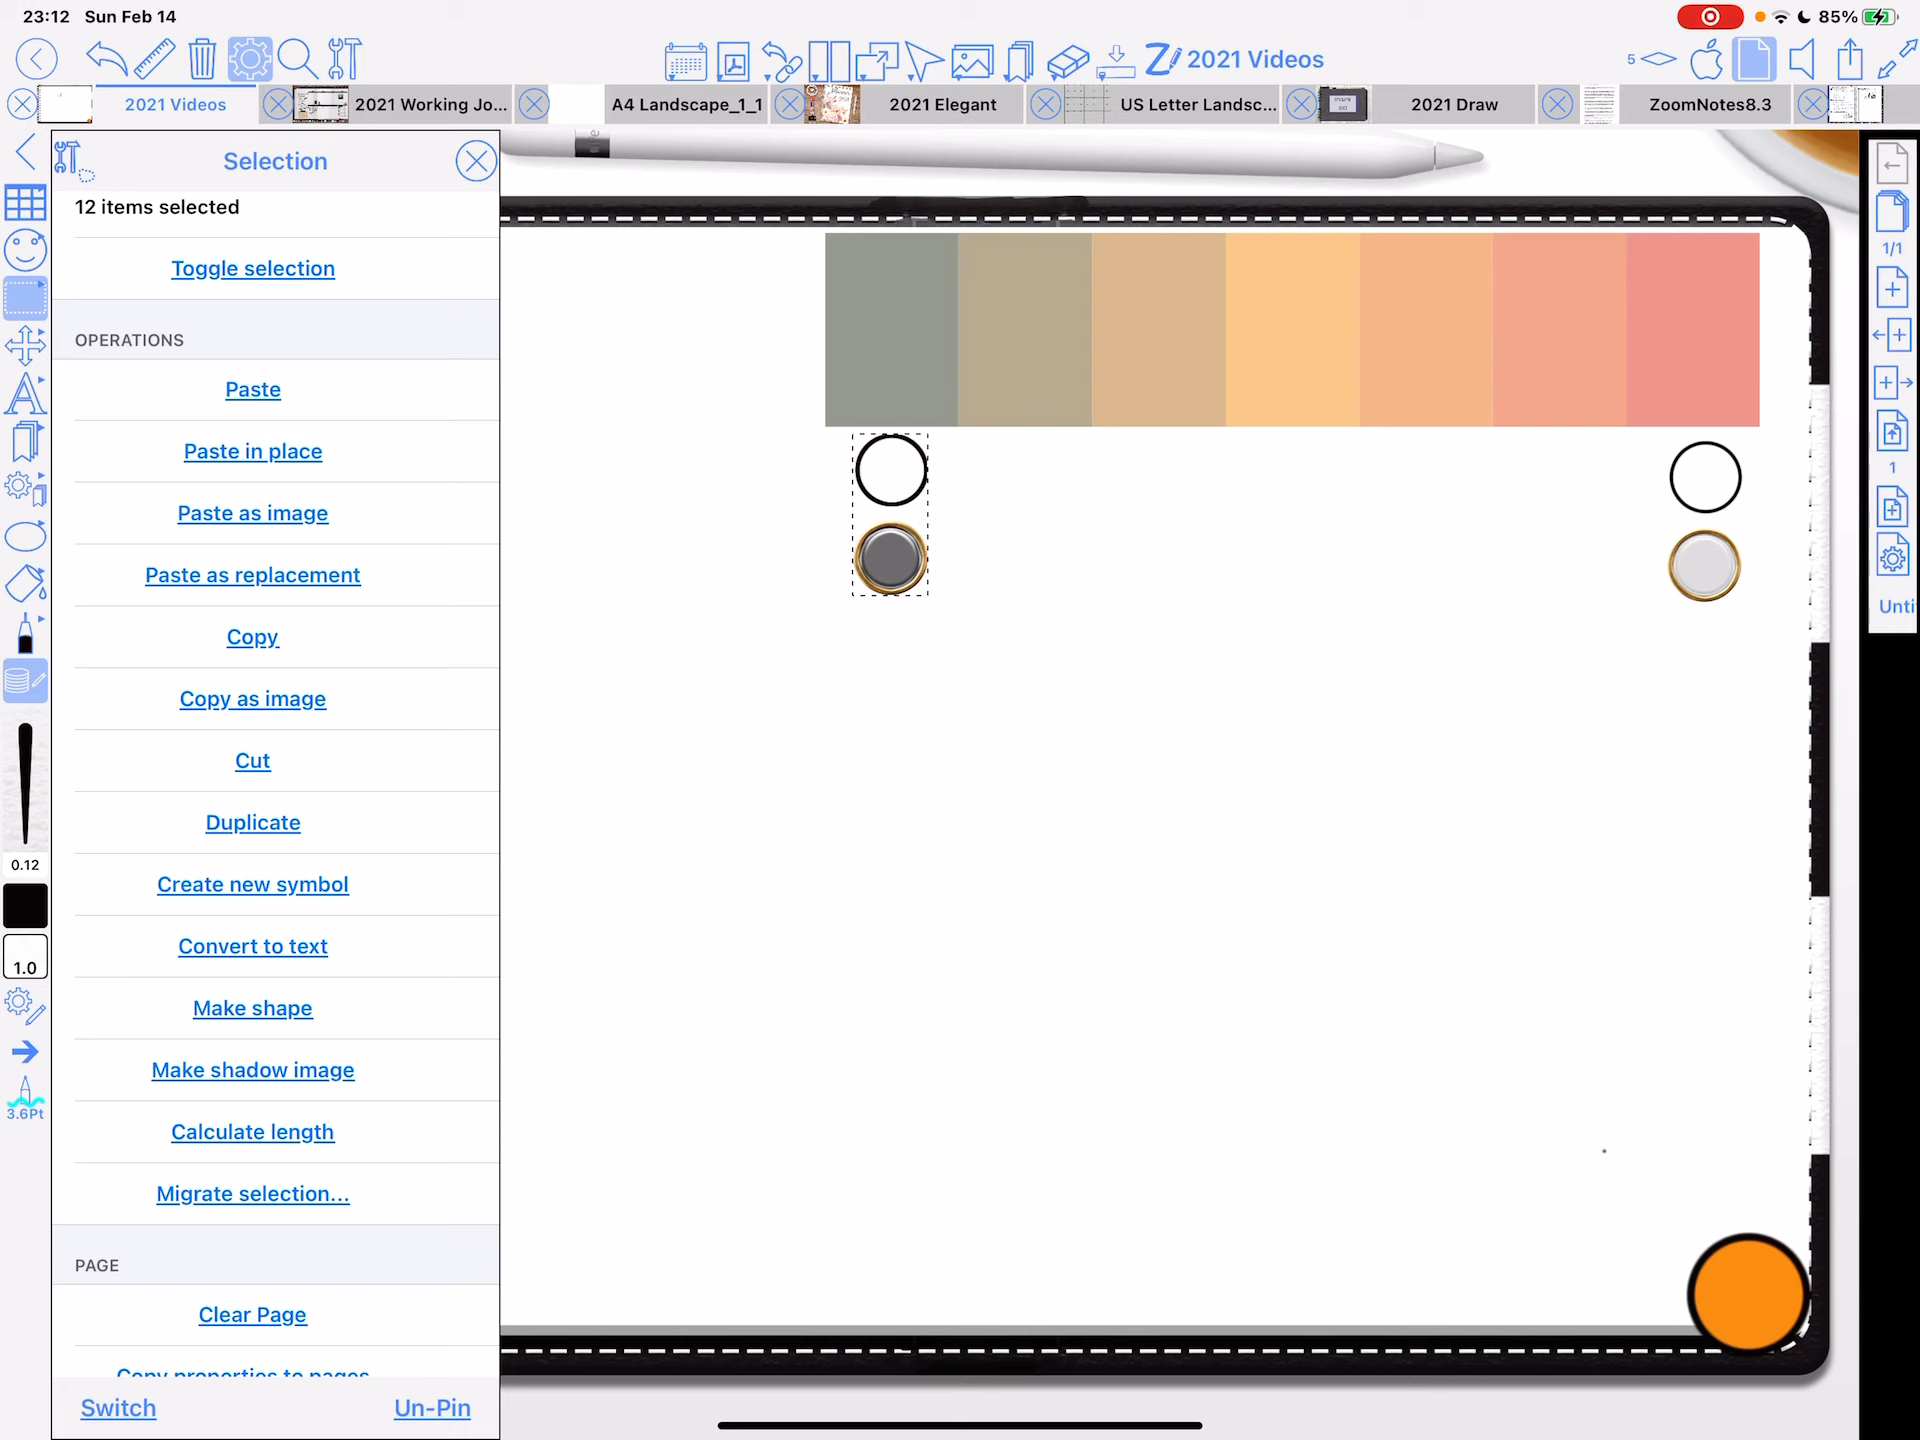 23:12 Sun Feb 14
85%
2021 Videos
5
2021 Videos
2021 Working Jo...
A4 Landscape_1_1
2021 Elegant
US Letter Landsc...
2021 Draw
ZoomNotes8.3
Selection
12 items selected
Toggle selection
OPERATIONS
Paste
Paste in place
Paste as image
Paste as replacement
Copy
Copy as image
Cut
Duplicate
Create new symbol
Convert to text
Make shape
Make shadow image
Calculate length
Migrate selection...
PAGE
Clear Page
Copy properties to pages
Switch
Un-Pin
0.12
1.0
3.6Pt
1/1
1
Unti